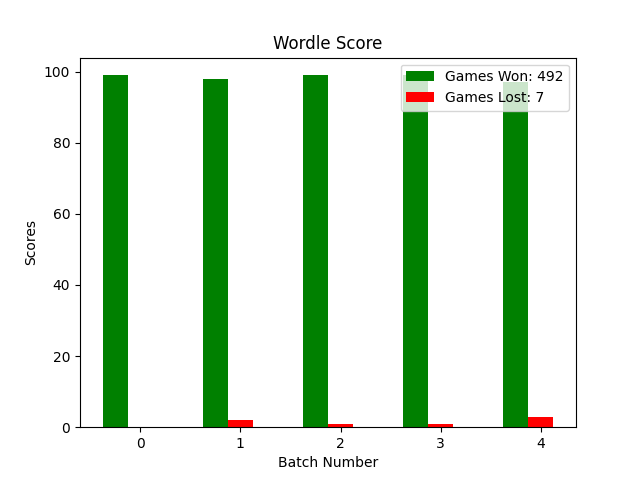 Wordle Score
Games Won: 492
Games Lost: 7
Scores
100
80
60
40
20
0
0 1 2 3 4
Batch Number